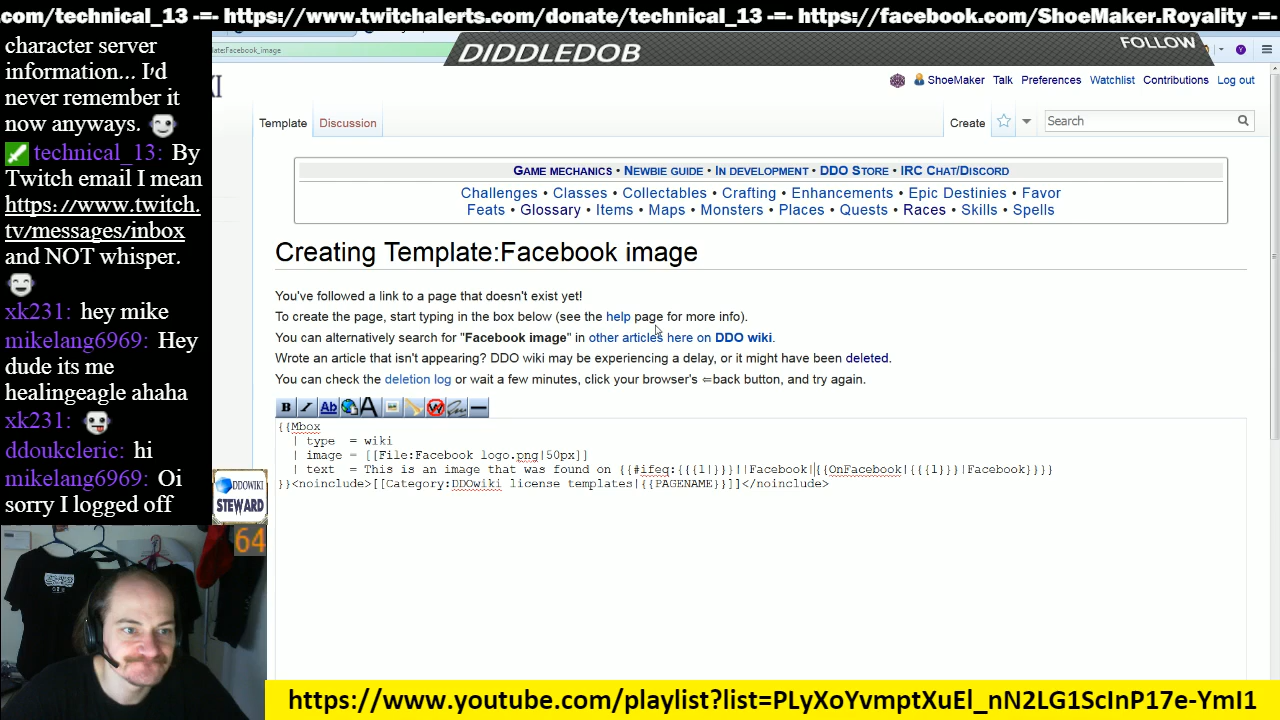 com/technical_13 -=- https://www.twitchalerts.com/donate/technical_13 -=- https://facebook.com/ShoeMaker.Royality -=-
character server
information... I'd
never remember it
now anyways.
technical_13: By
Twitch email I mean
https://www.twitch.
tv/messages/inbox
and NOT whisper.
xk231: hey mike
mikelang6969: Hey
dude its me
healingeagle ahaha
xk231:
ddoukcleric: hi
mikelang6969: Oi
sorry I logged off
DDOWIKI
STEWARD
64
late:Facebook_image
DIDDLEDOB
FOLLOW
KI
ShoeMaker Talk Preferences Watchlist Contributions Log out
Template Discussion Create Search
GAME MECHANICS • NEWBIE GUIDE • IN DEVELOPMENT • DDO STORE • IRC CHAT/DISCORD
Challenges • Classes • Collectables • Crafting • Enhancements • Epic Destinies • Favor
Feats • Glossary • Items • Maps • Monsters • Places • Quests • Races • Skills • Spells
Creating Template:Facebook image
You've followed a link to a page that doesn't exist yet!
To create the page, start typing in the box below (see the help page for more info).
You can alternatively search for "Facebook image" in other articles here on DDO wiki.
Wrote an article that isn't appearing? DDO wiki may be experiencing a delay, or it might have been deleted.
You can check the deletion log or wait a few minutes, click your browser's ⇐back button, and try again.
B I Ab A W
{{Mbox
| type = wiki
| image = [[File:Facebook logo.png|50px]]
| text = This is an image that was found on {{#ifeq:{{{1|}}}||Facebook|{{OnFacebook|{{{1}}}|Facebook}}}}
}}<noinclude>[[Category:DDOwiki license templates|{{PAGENAME}}]]</noinclude>
https://www.youtube.com/playlist?list=PLyXoYvmptXuEl_nN2LG1ScInP17e-YmI1